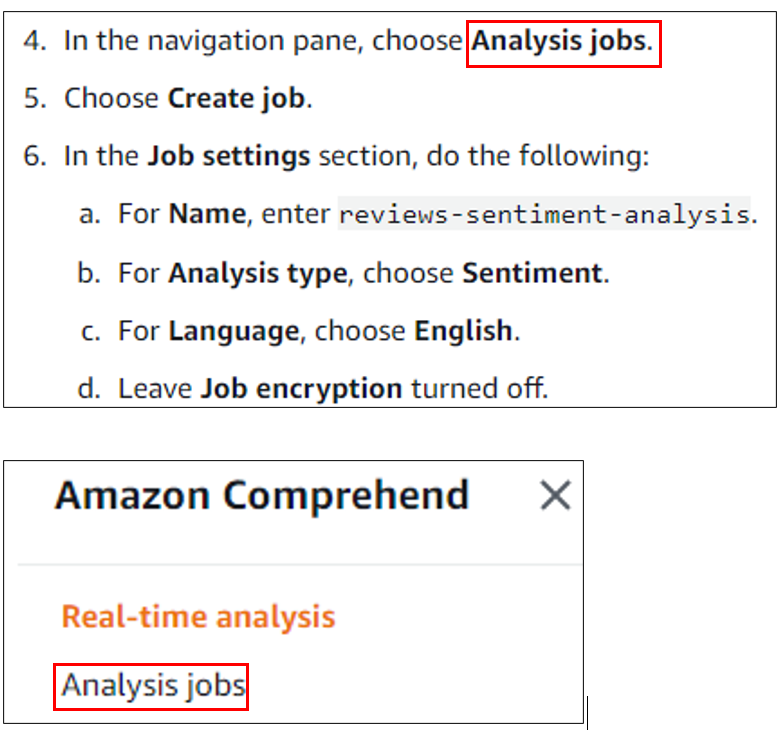 4. In the navigation pane, choose Analysis jobs.
5. Choose Create job.
6. In the Job settings section, do the following:
a. For Name, enter reviews-sentiment-analysis.
b. For Analysis type, choose Sentiment.
c. For Language, choose English.
d. Leave Job encryption turned off.
Amazon Comprehend
Real-time analysis
Analysis jobs